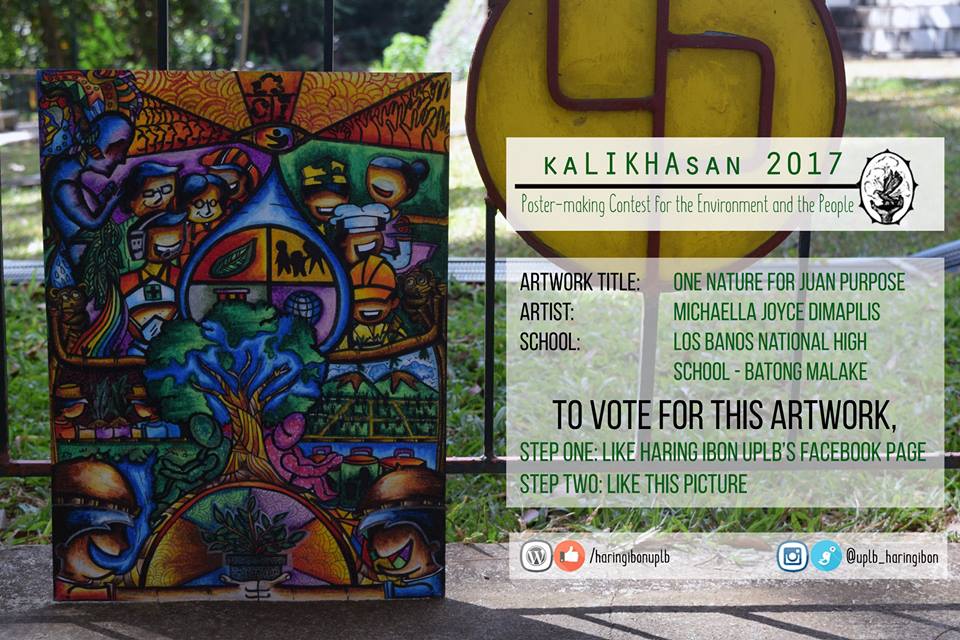 kaLIKHAsan 2017
Poster-making Contest for the Environment and the People
ARTWORK TITLE: ONE NATURE FOR JUAN PURPOSE
ARTIST: MICHAELLA JOYCE DIMAPILIS
SCHOOL: LOS BANOS NATIONAL HIGH
SCHOOL - BATONG MALAKE
TO VOTE FOR THIS ARTWORK,
STEP ONE: LIKE HARING IBON UPLB'S FACEBOOK PAGE
STEP TWO: LIKE THIS PICTURE
/haringibonuplb
@uplb_haringibon